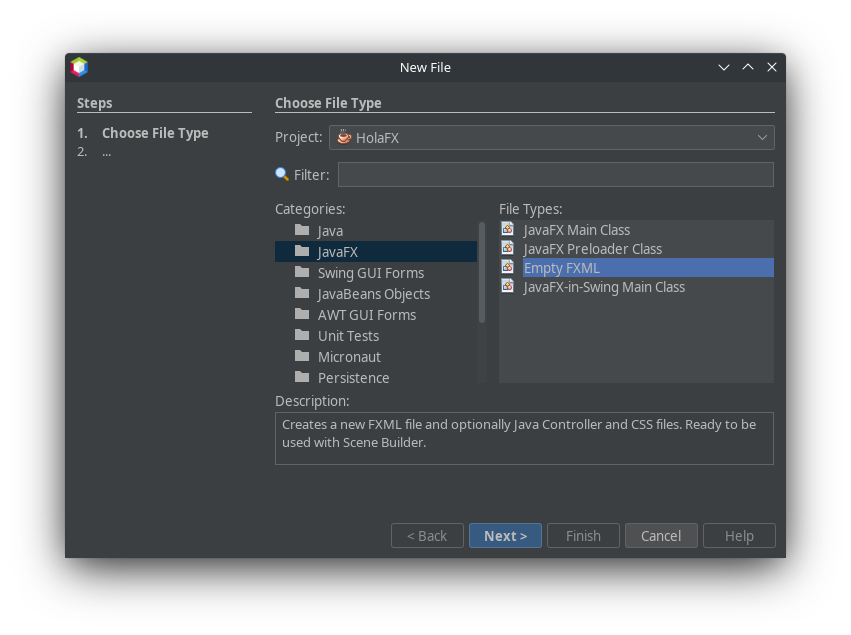 New File
Steps
1. Choose File Type
2. ...
Choose File Type
Project: HolaFX
Filter:
Categories:
Java
JavaFX
Swing GUI Forms
JavaBeans Objects
AWT GUI Forms
Unit Tests
Micronaut
Persistence
File Types:
JavaFX Main Class
JavaFX Preloader Class
Empty FXML
JavaFX-in-Swing Main Class
Description:
Creates a new FXML file and optionally Java Controller and CSS files. Ready to be
used with Scene Builder.
< Back Next > Finish Cancel Help